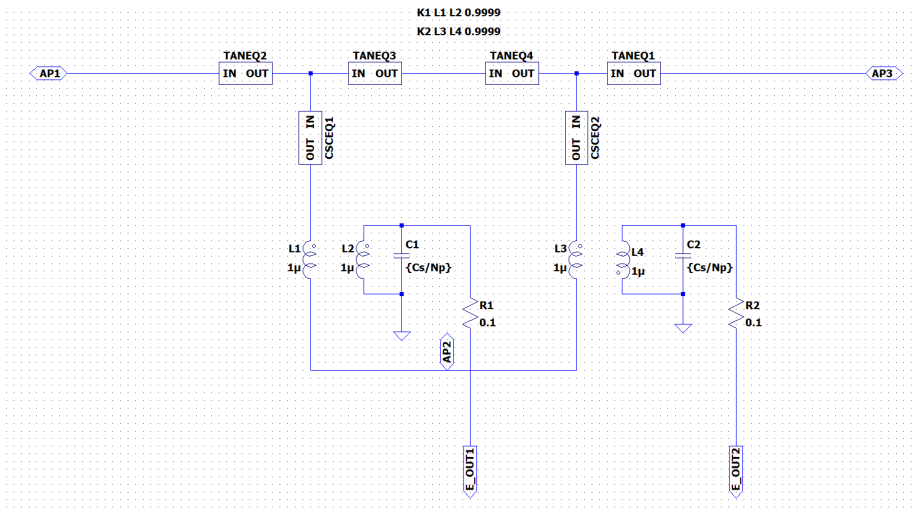 K1 L1 L2 0.9999
K2 L3 L4 0.9999
TANEQ2 TANEQ3 TANEQ4 TANEQ1
AP1 IN OUT IN OUT IN OUT IN OUT AP3
OUT IN CSCEQ1
OUT IN CSCEQ2
L1 1µ
L2 1µ
C1 {Cs/Np}
L3 1µ
L4 1µ
C2 {Cs/Np}
R1 0.1
R2 0.1
AP2
E_OUT1
E_OUT2